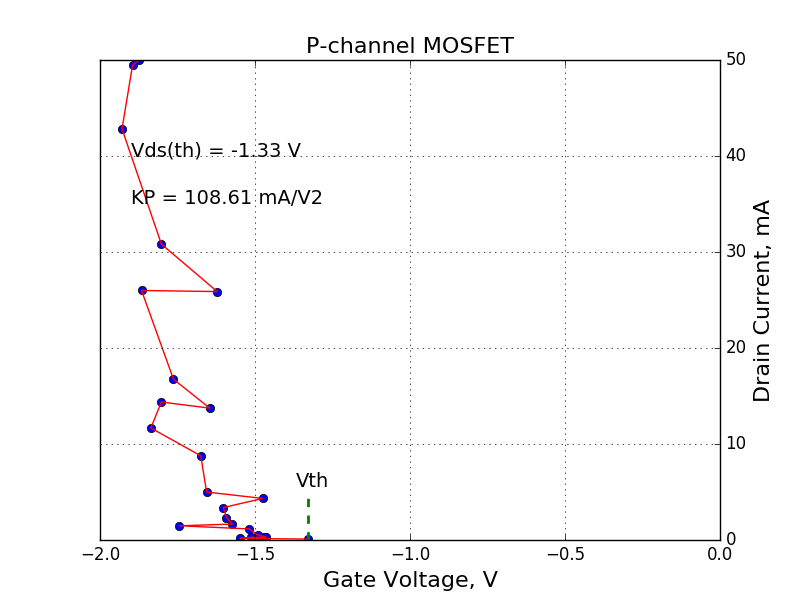 P-channel MOSFET
50
Vds(th) = -1.33 V
40
KP = 108.61 mA/V2
30
Drain Current, mA
20
10
Vth
0
−2.0 −1.5 −1.0 −0.5 0.0
Gate Voltage, V